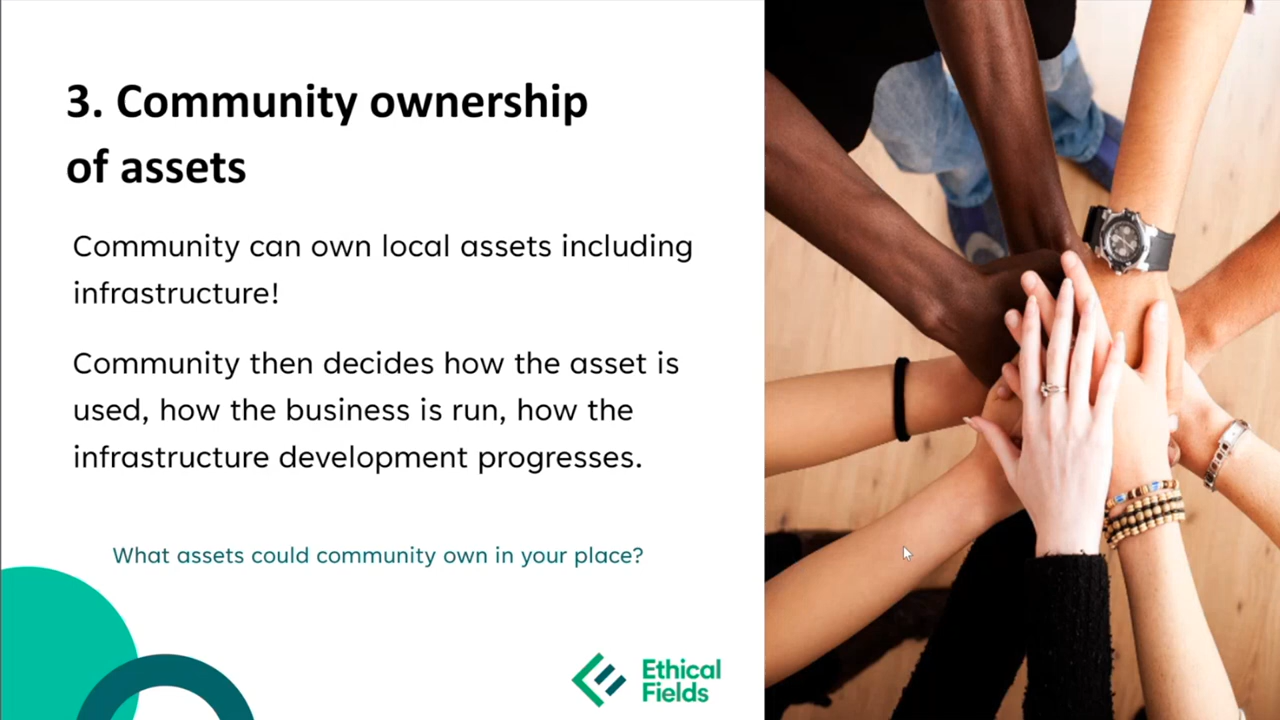 3. Community ownership
of assets
Community can own local assets including
infrastructure!
Community then decides how the asset is
used, how the business is run, how the
infrastructure development progresses.
What assets could community own in your place?
Ethical
Fields